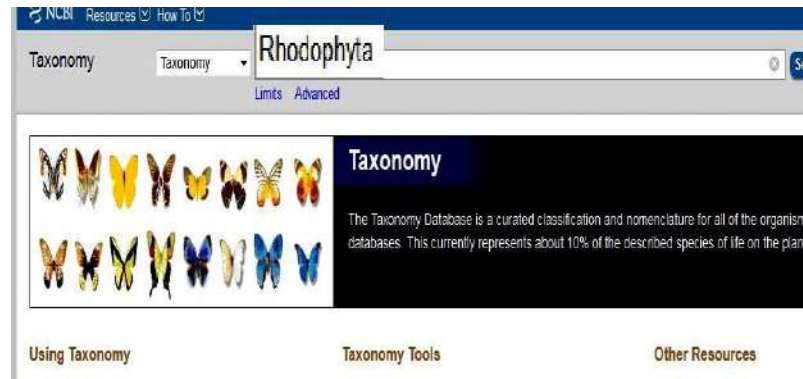 NCBI Resources How To
Taxonomy Taxonomy Rhodophyta
Limits Advanced
Taxonomy
The Taxonomy Database is a curated classification and nomenclature for all of the organism
databases. This currently represents about 10% of the described species of life on the plan
Using Taxonomy Taxonomy Tools Other Resources